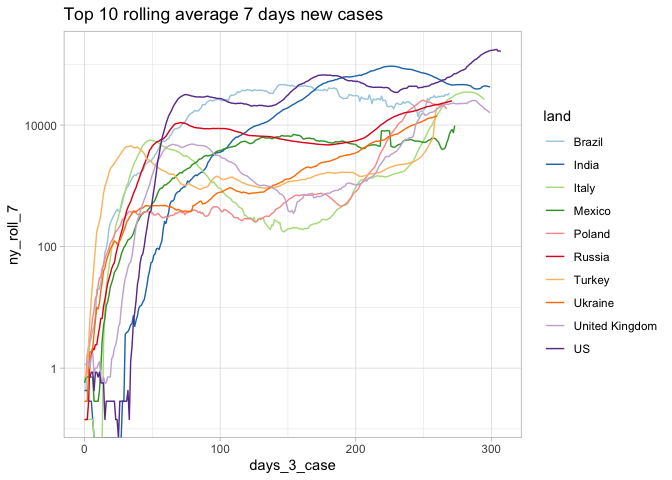 Top 10 rolling average 7 days new cases
ny_roll_7
10000
100
1
0
100
200
300
days_3_case
land
Brazil
India
Italy
Mexico
Poland
Russia
Turkey
Ukraine
United Kingdom
US